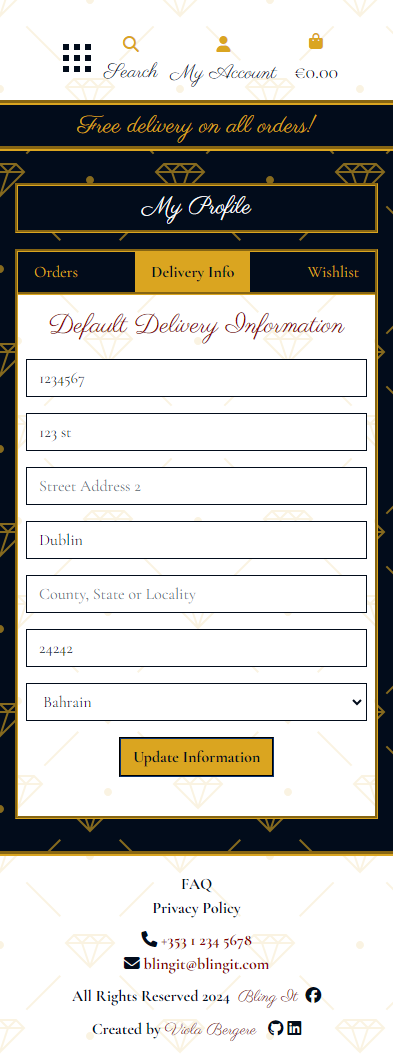 Search My Account €0.00
Free delivery on all orders!
My Profile
Orders Delivery Info Wishlist
Default Delivery Information
1234567
123 st
Street Address 2
Dublin
County, State or Locality
24242
Bahrain
Update Information
FAQ
Privacy Policy
+353 1 234 5678
blingit@blingit.com
All Rights Reserved 2024 Bling It
Created by Viola Bergere